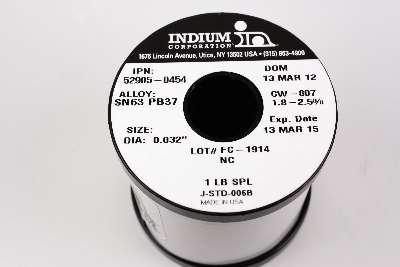 INDIUM
CORPORATION®
1676 Lincoln Avenue, Utica, NY 13502 USA • (315) 853-4900
IPN:
52905-0454
DOM
13 MAR 12
ALLOY:
SN63 PB37
CW-807
1.8-2.5%
SIZE:
DIA: 0.032"
Exp. Date
13 MAR 15
LOT# FC-1914
NC
1 LB SPL
J-STD-006B
MADE IN USA